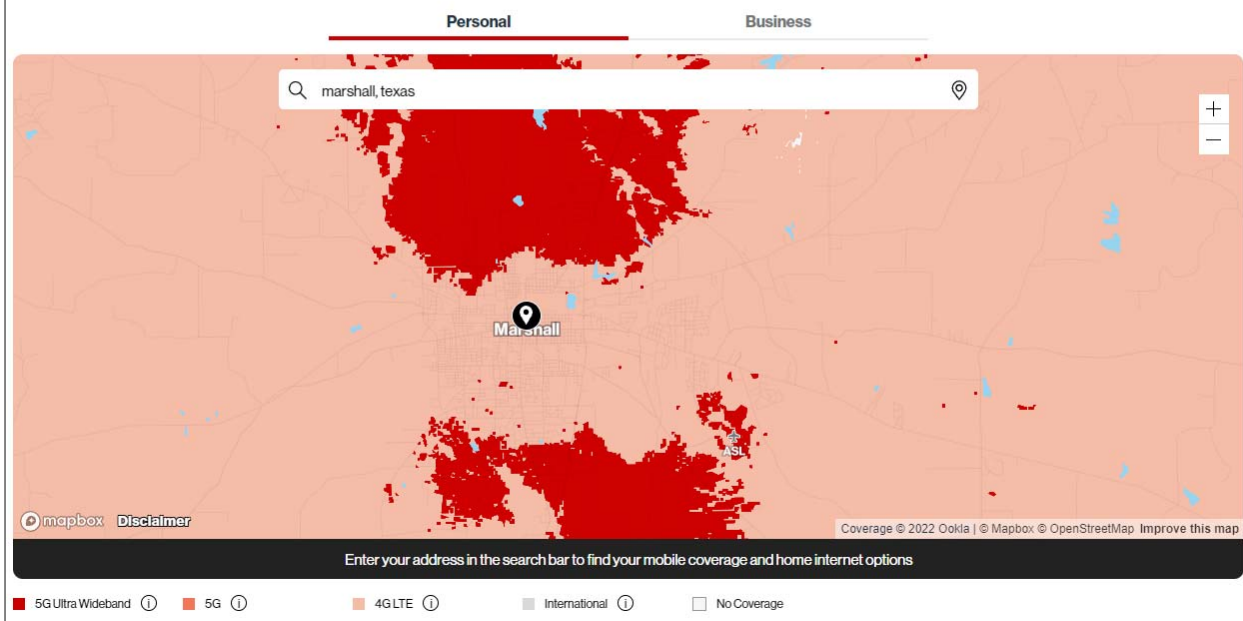 Personal Business
marshall, texas
+
−
Marshall
ASL
mapbox Disclaimer
Coverage © 2022 Ookla | © Mapbox © OpenStreetMap Improve this map
Enter your address in the search bar to find your mobile coverage and home internet options
5G Ultra Wideband i 5G i 4G LTE i International i No Coverage